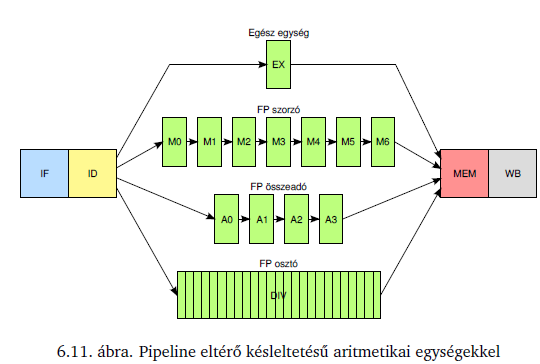 Egész egység
EX
FP szorzó
M0 M1 M2 M3 M4 M5 M6
IF ID MEM WB
FP összeadó
A0 A1 A2 A3
FP osztó
DIV
6.11. ábra. Pipeline eltérő késleltetésű aritmetikai egységekkel